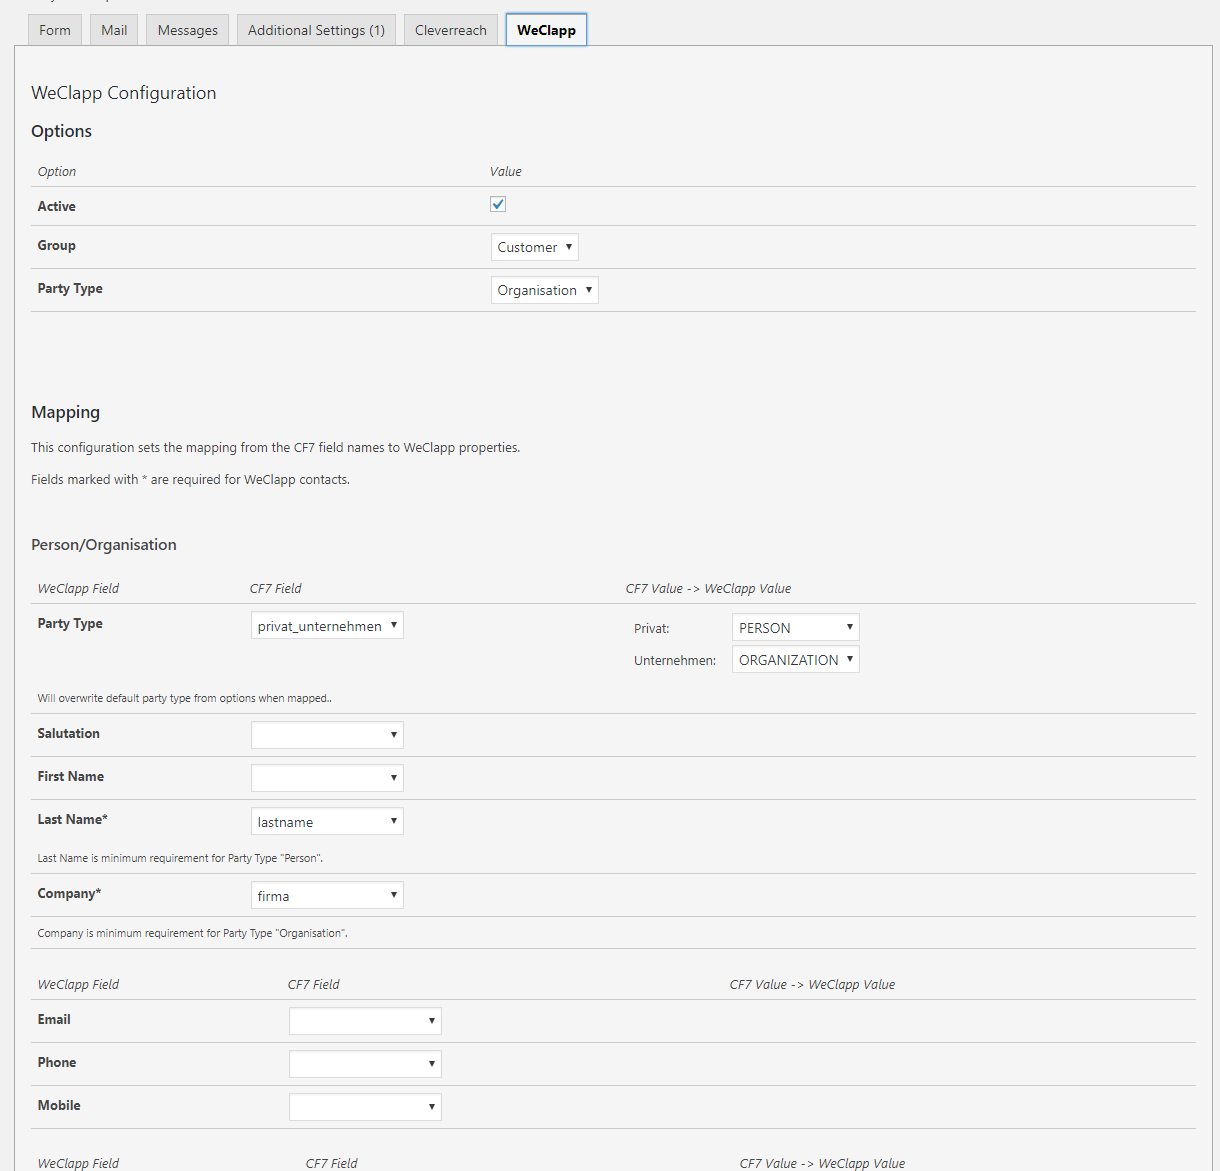 Form Mail Messages Additional Settings (1) Cleverreach WeClapp
WeClapp Configuration
Options
Option Value
Active
Group Customer
Party Type Organisation
Mapping
This configuration sets the mapping from the CF7 field names to WeClapp properties.
Fields marked with * are required for WeClapp contacts.
Person/Organisation
WeClapp Field CF7 Field CF7 Value -> WeClapp Value
Party Type privat_unternehmen Privat: PERSON
Unternehmen: ORGANIZATION
Will overwrite default party type from options when mapped..
Salutation
First Name
Last Name* lastname
Last Name is minimum requirement for Party Type "Person".
Company* firma
Company is minimum requirement for Party Type "Organisation".
WeClapp Field CF7 Field CF7 Value -> WeClapp Value
Email
Phone
Mobile
WeClapp Field CF7 Field CF7 Value -> WeClapp Value